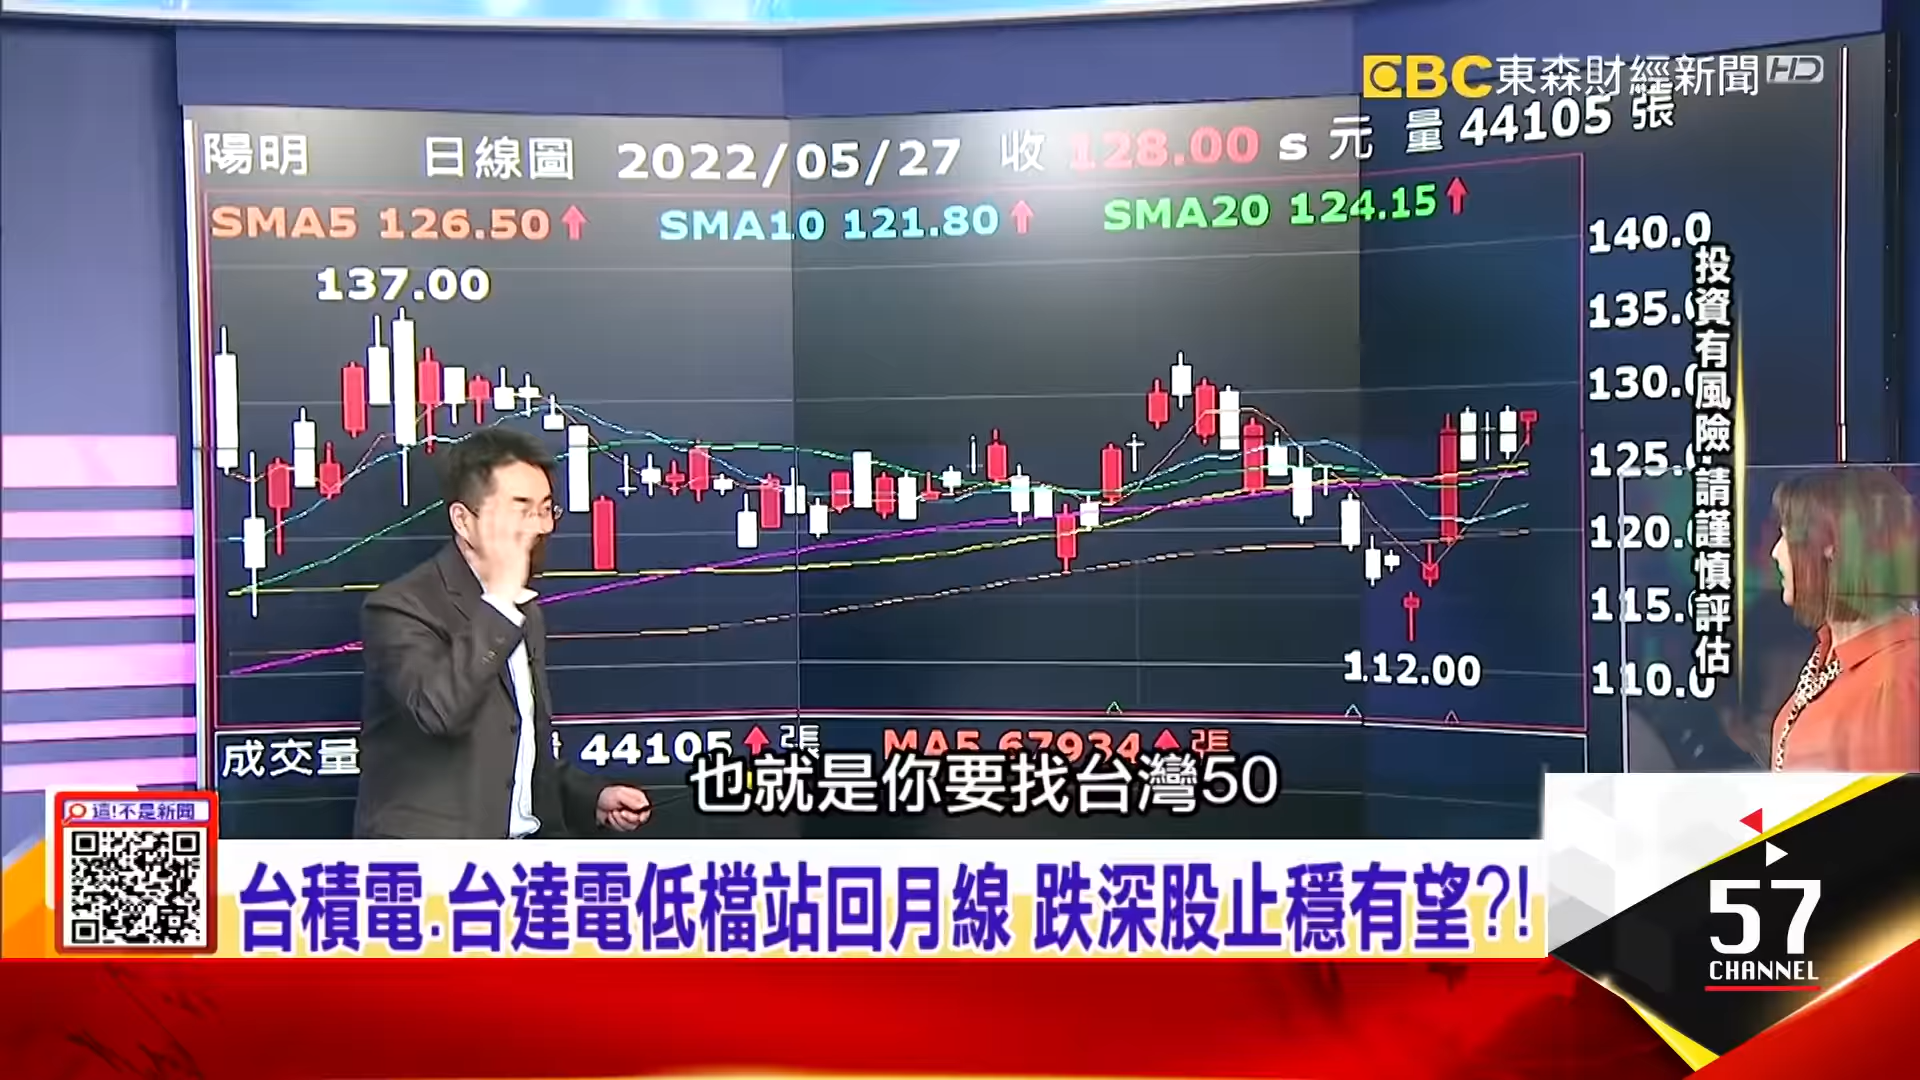 EBC東森財經新聞HD
陽明 日線圖 2022/05/27 收 128.00 s 元 量 44105 張
SMA5 126.50↑ SMA10 121.80↑ SMA20 124.15↑
137.00
140.0
135.0
130.0
125.0
120.0
115.0
110.0
112.00
投資有風險 請謹慎評估
成交量 44105↑張 MA5 67934↑張
也就是你要找台灣50
這!不是新聞
台積電.台達電低檔站回月線 跌深股止穩有望?!
57
CHANNEL